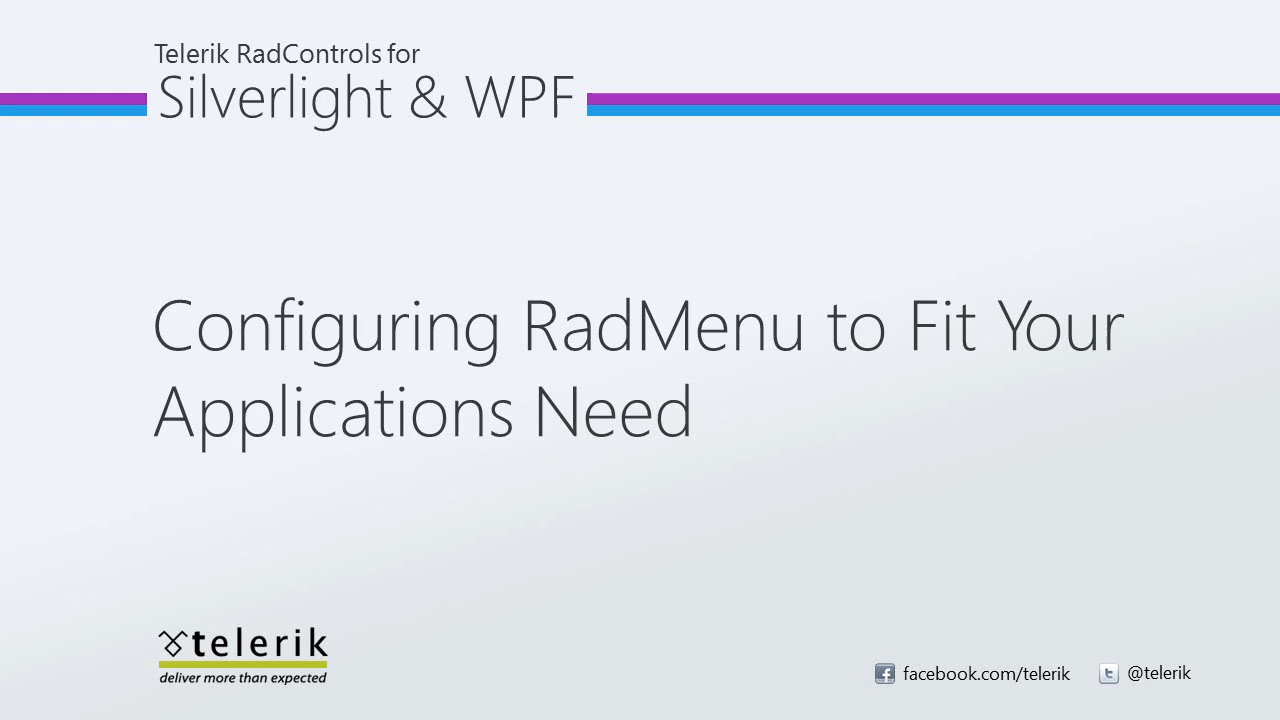 Telerik RadControls for
Silverlight & WPF
Configuring RadMenu to Fit Your
Applications Need
telerik
deliver more than expected
facebook.com/telerik
@telerik